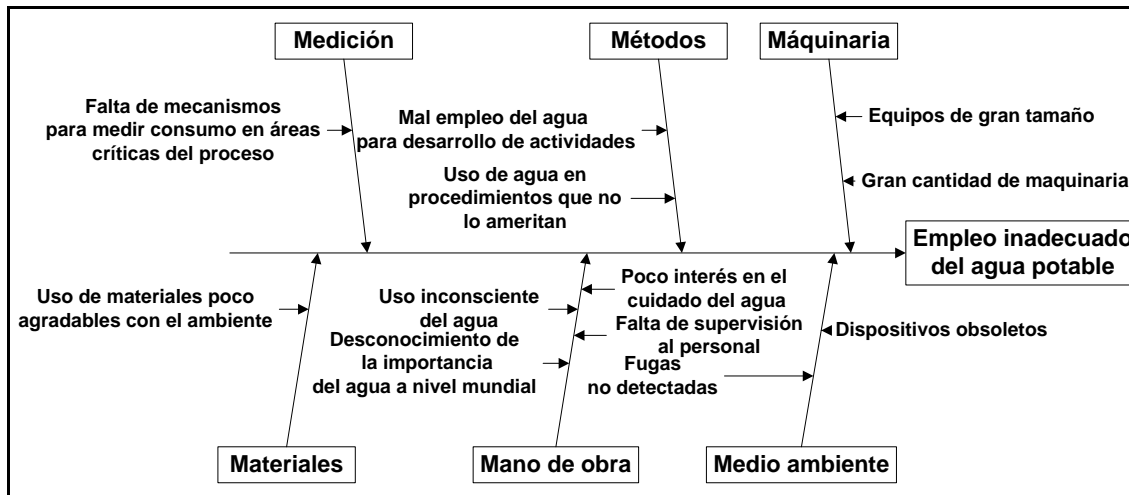 Medición
Métodos
Máquinaria
Falta de mecanismos
para medir consumo en áreas
críticas del proceso
Mal empleo del agua
para desarrollo de actividades
Uso de agua en
procedimientos que no
lo ameritan
Equipos de gran tamaño
Gran cantidad de maquinaria
Empleo inadecuado
del agua potable
Uso de materiales poco
agradables con el ambiente
Uso inconsciente
del agua
Desconocimiento de
la importancia
del agua a nivel mundial
Poco interés en el
cuidado del agua
Falta de supervisión
al personal
Fugas
no detectadas
Dispositivos obsoletos
Materiales
Mano de obra
Medio ambiente